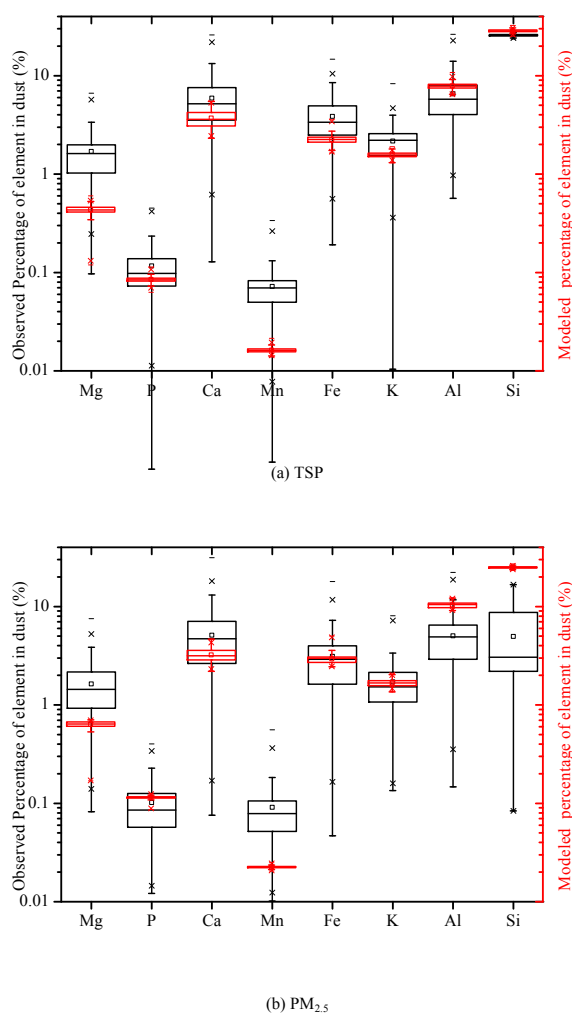 10
1
0.1
0.01
Observed Percentage of element in dust (%)
Modeled percentage of element in dust (%)
Mg P Ca Mn Fe K Al Si
(a) TSP
10
1
0.1
0.01
Observed Percentage of element in dust (%)
Modeled percentage of element in dust (%)
Mg P Ca Mn Fe K Al Si
(b) PM2.5